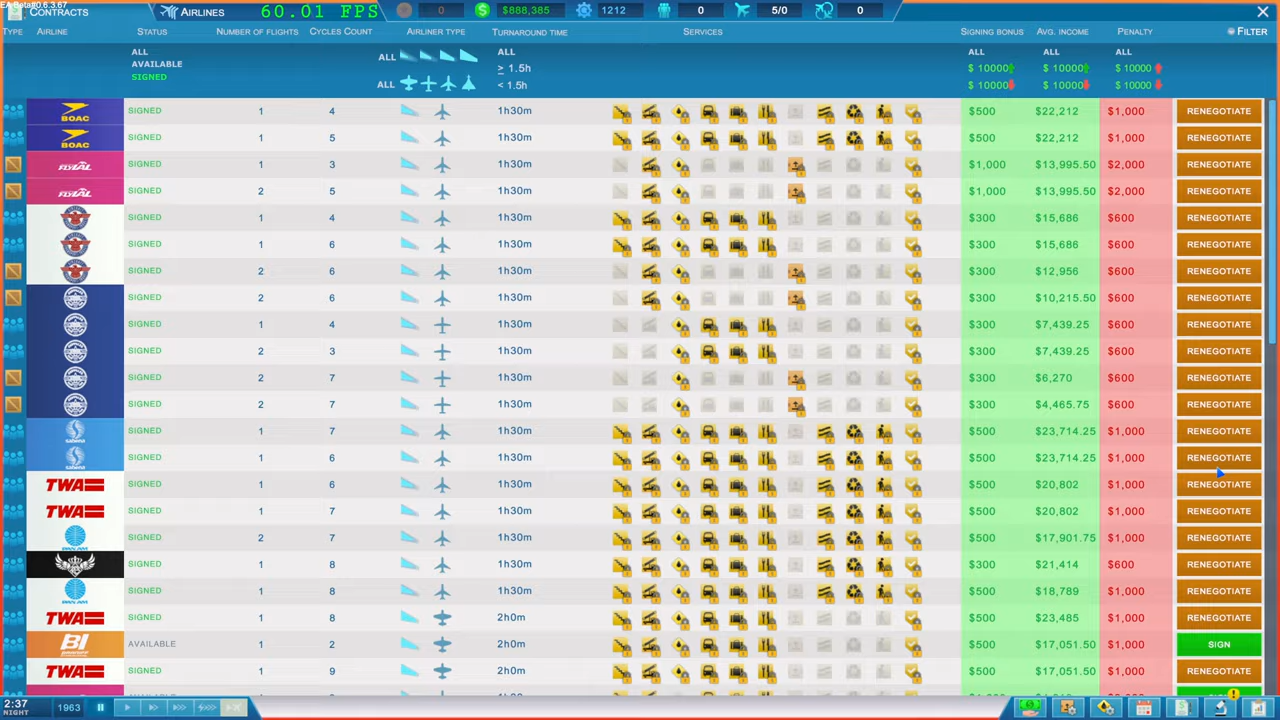 EA Beta#0.6.3.67
CONTRACTS AIRLINES 60.01 FPS 0 $888,385 1212 0 5/0 0
TYPE AIRLINE STATUS NUMBER OF FLIGHTS CYCLES COUNT AIRLINER TYPE TURNAROUND TIME SERVICES SIGNING BONUS AVG. INCOME PENALTY FILTER
ALL ALL ALL ALL ALL
AVAILABLE ALL ≥ 1.5h $ 10000 $ 10000 $ 10000
SIGNED ALL < 1.5h $ 10000 $ 10000 $ 10000
BOAC SIGNED 1 4 1h30m $500 $22,212 $1,000 RENEGOTIATE
BOAC SIGNED 1 5 1h30m $500 $22,212 $1,000 RENEGOTIATE
FLYLAL SIGNED 1 3 1h30m $1,000 $13,995.50 $2,000 RENEGOTIATE
FLYLAL SIGNED 2 5 1h30m $1,000 $13,995.50 $2,000 RENEGOTIATE
SIGNED 1 4 1h30m $300 $15,686 $600 RENEGOTIATE
SIGNED 1 6 1h30m $300 $15,686 $600 RENEGOTIATE
SIGNED 2 6 1h30m $300 $12,956 $600 RENEGOTIATE
SIGNED 2 6 1h30m $300 $10,215.50 $600 RENEGOTIATE
SIGNED 1 4 1h30m $300 $7,439.25 $600 RENEGOTIATE
SIGNED 2 3 1h30m $300 $7,439.25 $600 RENEGOTIATE
SIGNED 2 7 1h30m $300 $6,270 $600 RENEGOTIATE
SIGNED 2 7 1h30m $300 $4,465.75 $600 RENEGOTIATE
sabena SIGNED 1 7 1h30m $500 $23,714.25 $1,000 RENEGOTIATE
sabena SIGNED 1 6 1h30m $500 $23,714.25 $1,000 RENEGOTIATE
TWA SIGNED 1 6 1h30m $500 $20,802 $1,000 RENEGOTIATE
TWA SIGNED 1 7 1h30m $500 $20,802 $1,000 RENEGOTIATE
SIGNED 2 7 1h30m $500 $17,901.75 $1,000 RENEGOTIATE
SIGNED 1 8 1h30m $500 $21,414 $600 RENEGOTIATE
SIGNED 1 8 1h30m $500 $18,789 $1,000 RENEGOTIATE
TWA SIGNED 1 8 2h0m $500 $23,485 $1,000 RENEGOTIATE
BI AVAILABLE 1 2 2h0m $500 $17,051.50 $1,000 SIGN
TWA SIGNED 1 9 2h0m $500 $17,051.50 $1,000 RENEGOTIATE
2:37
NIGHT 1963